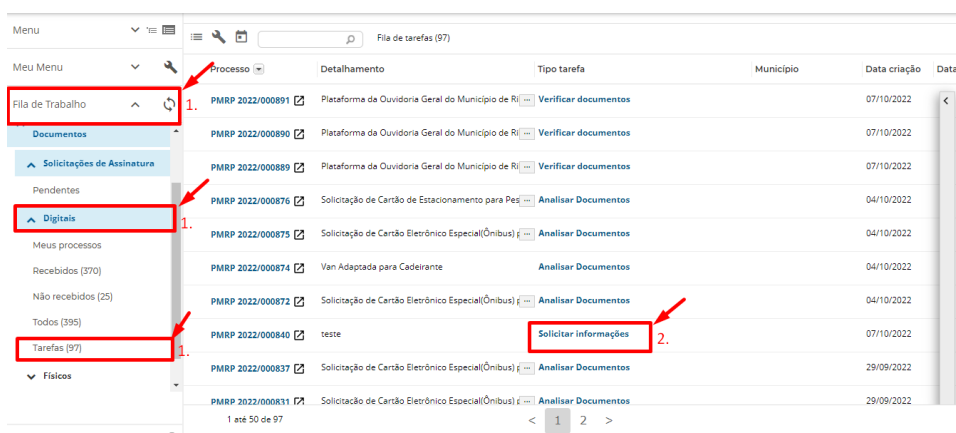 Menu
Fila de tarefas (97)
Meu Menu
Processo Detalhamento Tipo tarefa Município Data criação Data
Fila de Trabalho
1.
PMRP 2022/000891 Plataforma da Ouvidoria Geral do Município de Ri ... Verificar documentos 07/10/2022
Documentos
PMRP 2022/000890 Plataforma da Ouvidoria Geral do Município de Ri ... Verificar documentos 07/10/2022
Solicitações de Assinatura
PMRP 2022/000889 Plataforma da Ouvidoria Geral do Município de Ri ... Verificar documentos 07/10/2022
Pendentes
PMRP 2022/000876 Solicitação de Cartão de Estacionamento para Pes ... Analisar Documentos 04/10/2022
Digitais
1.
PMRP 2022/000875 Solicitação de Cartão Eletrônico Especial(Ônibus) p ... Analisar Documentos 04/10/2022
Meus processos
Recebidos (370)
PMRP 2022/000874 Van Adaptada para Cadeirante Analisar Documentos 04/10/2022
Não recebidos (25)
PMRP 2022/000872 Solicitação de Cartão Eletrônico Especial(Ônibus) p ... Analisar Documentos 04/10/2022
Todos (395)
PMRP 2022/000840 teste Solicitar informações 07/10/2022
2.
Tarefas (97)
1.
PMRP 2022/000837 Solicitação de Cartão Eletrônico Especial(Ônibus) p ... Analisar Documentos 29/09/2022
Físicos
PMRP 2022/000831 Solicitação de Cartão Eletrônico Especial(Ônibus) p ... Analisar Documentos 29/09/2022
1 até 50 de 97 < 1 2 >